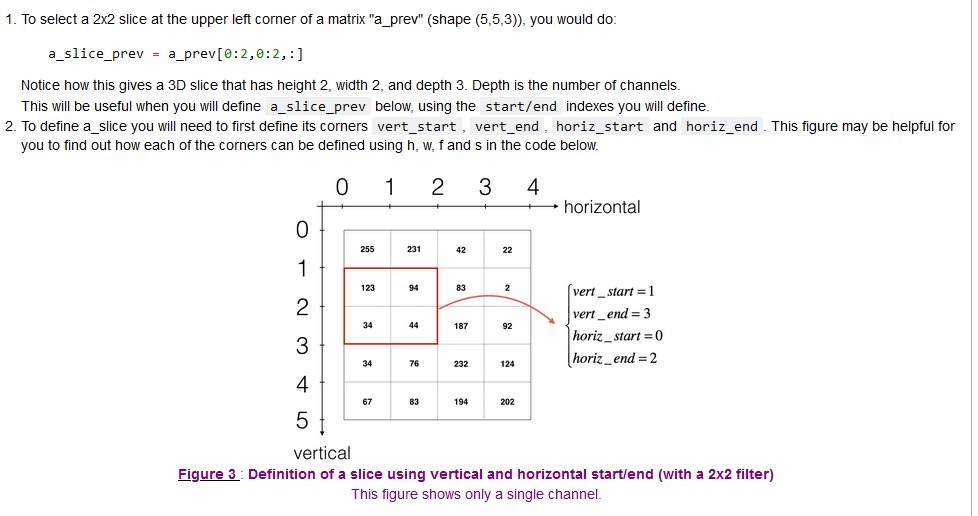 1. To select a 2x2 slice at the upper left corner of a matrix "a_prev" (shape (5,5,3)), you would do:
a_slice_prev = a_prev[0:2,0:2,:]
Notice how this gives a 3D slice that has height 2, width 2, and depth 3. Depth is the number of channels.
This will be useful when you will define a_slice_prev below, using the start/end indexes you will define.
2. To define a_slice you will need to first define its corners vert_start , vert_end , horiz_start and horiz_end . This figure may be helpful for
you to find out how each of the corners can be defined using h, w, f and s in the code below.
0 1 2 3 4
horizontal
0
255 231 42 22
1
123 94 83 2
vert_start = 1
2
vert_end = 3
34 44 187 92
horiz_start = 0
3
horiz_end = 2
34 76 232 124
4
67 83 194 202
5
vertical
Figure 3 : Definition of a slice using vertical and horizontal start/end (with a 2x2 filter)
This figure shows only a single channel.